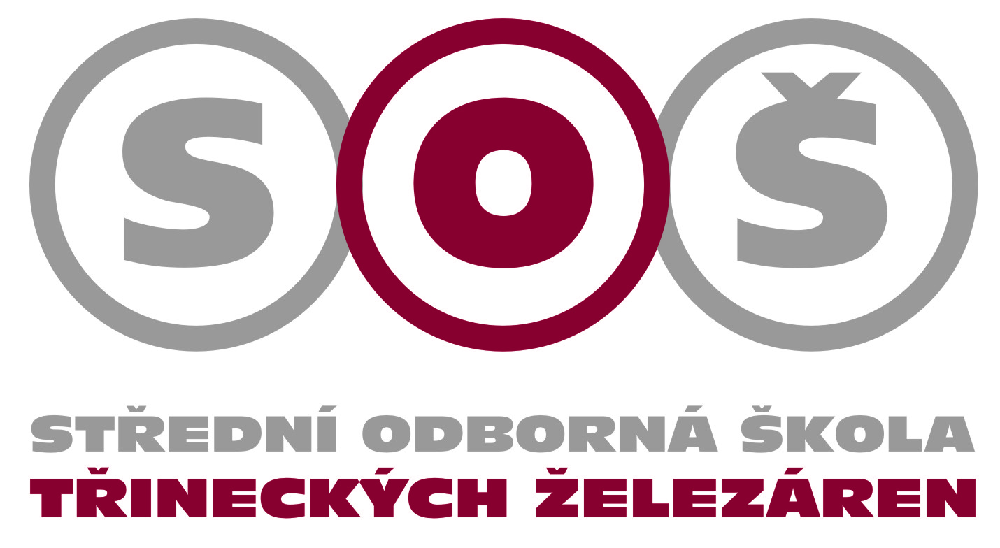 SOŠ
STŘEDNÍ ODBORNÁ ŠKOLA
TŘINECKÝCH ŽELEZÁREN